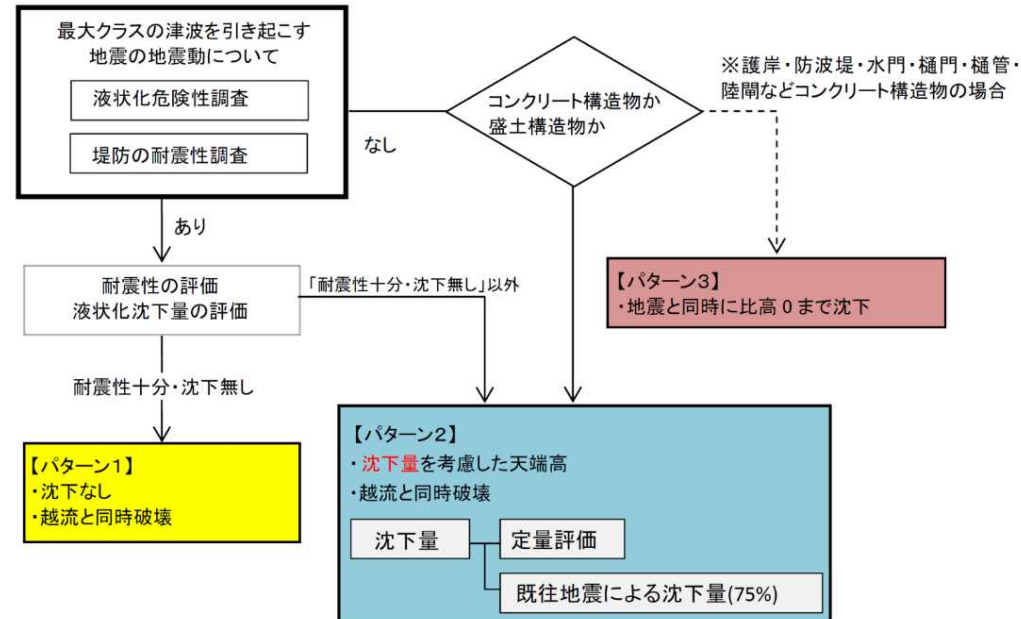 最大クラスの津波を引き起こす
地震の地震動について
液状化危険性調査
堤防の耐震性調査
なし
コンクリート構造物か
盛土構造物か
※護岸・防波堤・水門・樋門・樋管・
陸閘などコンクリート構造物の場合
あり
耐震性の評価
液状化沈下量の評価
「耐震性十分・沈下無し」以外
【パターン3】
・地震と同時に比高０まで沈下
耐震性十分・沈下無し
【パターン1】
・沈下なし
・越流と同時破壊
【パターン2】
・沈下量を考慮した天端高
・越流と同時破壊
沈下量
定量評価
既往地震による沈下量(75%)